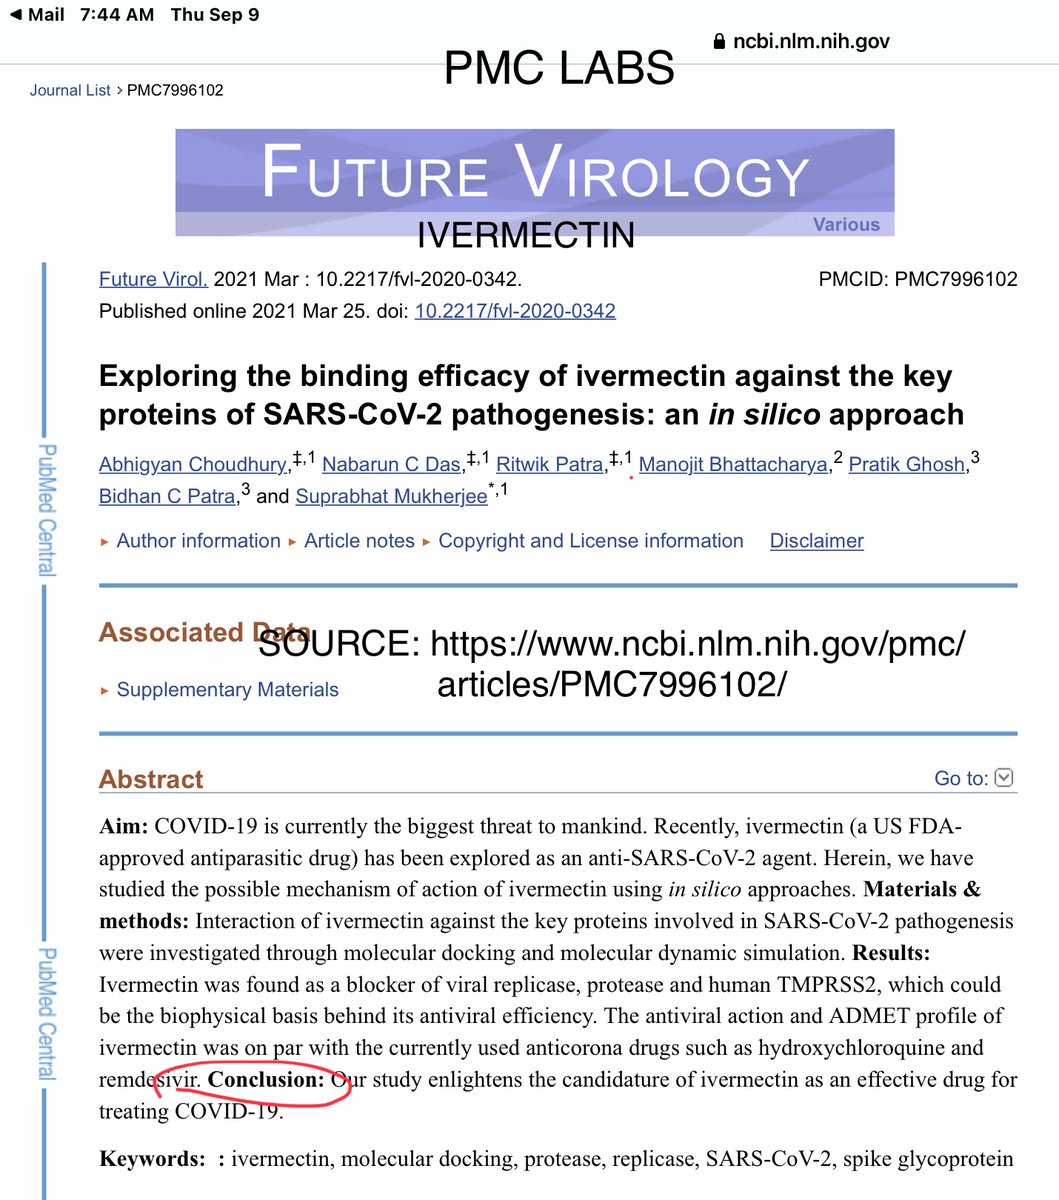 ◀ Mail 7:44 AM Thu Sep 9
ncbi.nlm.nih.gov
PMC LABS
Journal List > PMC7996102
FUTURE VIROLOGY
Various
IVERMECTIN
Future Virol. 2021 Mar : 10.2217/fvl-2020-0342. PMCID: PMC7996102
Published online 2021 Mar 25. doi: 10.2217/fvl-2020-0342
Exploring the binding efficacy of ivermectin against the key
proteins of SARS-CoV-2 pathogenesis: an in silico approach
Abhigyan Choudhury,‡,1 Nabarun C Das,‡,1 Ritwik Patra,‡,1 Manojit Bhattacharya,2 Pratik Ghosh,3
Bidhan C Patra,3 and Suprabhat Mukherjee*,1
▸ Author information ▸ Article notes ▸ Copyright and License information Disclaimer
PubMed Central
Associated Data
SOURCE: https://www.ncbi.nlm.nih.gov/pmc/
articles/PMC7996102/
▸ Supplementary Materials
Abstract Go to:
Aim: COVID-19 is currently the biggest threat to mankind. Recently, ivermectin (a US FDA-
approved antiparasitic drug) has been explored as an anti-SARS-CoV-2 agent. Herein, we have
studied the possible mechanism of action of ivermectin using in silico approaches. Materials &
methods: Interaction of ivermectin against the key proteins involved in SARS-CoV-2 pathogenesis
were investigated through molecular docking and molecular dynamic simulation. Results:
Ivermectin was found as a blocker of viral replicase, protease and human TMPRSS2, which could
be the biophysical basis behind its antiviral efficiency. The antiviral action and ADMET profile of
ivermectin was on par with the currently used anticorona drugs such as hydroxychloroquine and
remdesivir. Conclusion: Our study enlightens the candidature of ivermectin as an effective drug for
treating COVID-19.
PubMed Central
Keywords: : ivermectin, molecular docking, protease, replicase, SARS-CoV-2, spike glycoprotein